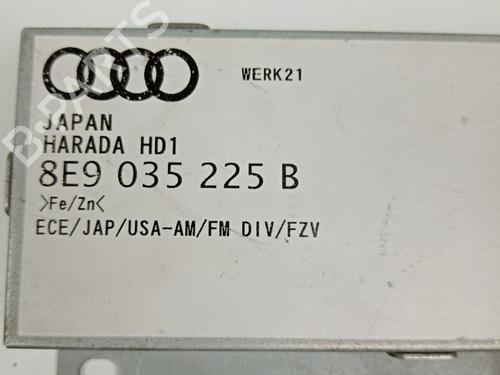 WERK21
JAPAN
HARADA HD1
8E9 035 225 B
>Fe/Zn<
ECE/JAP/USA-AM/FM DIV/FZV
B-PARTS